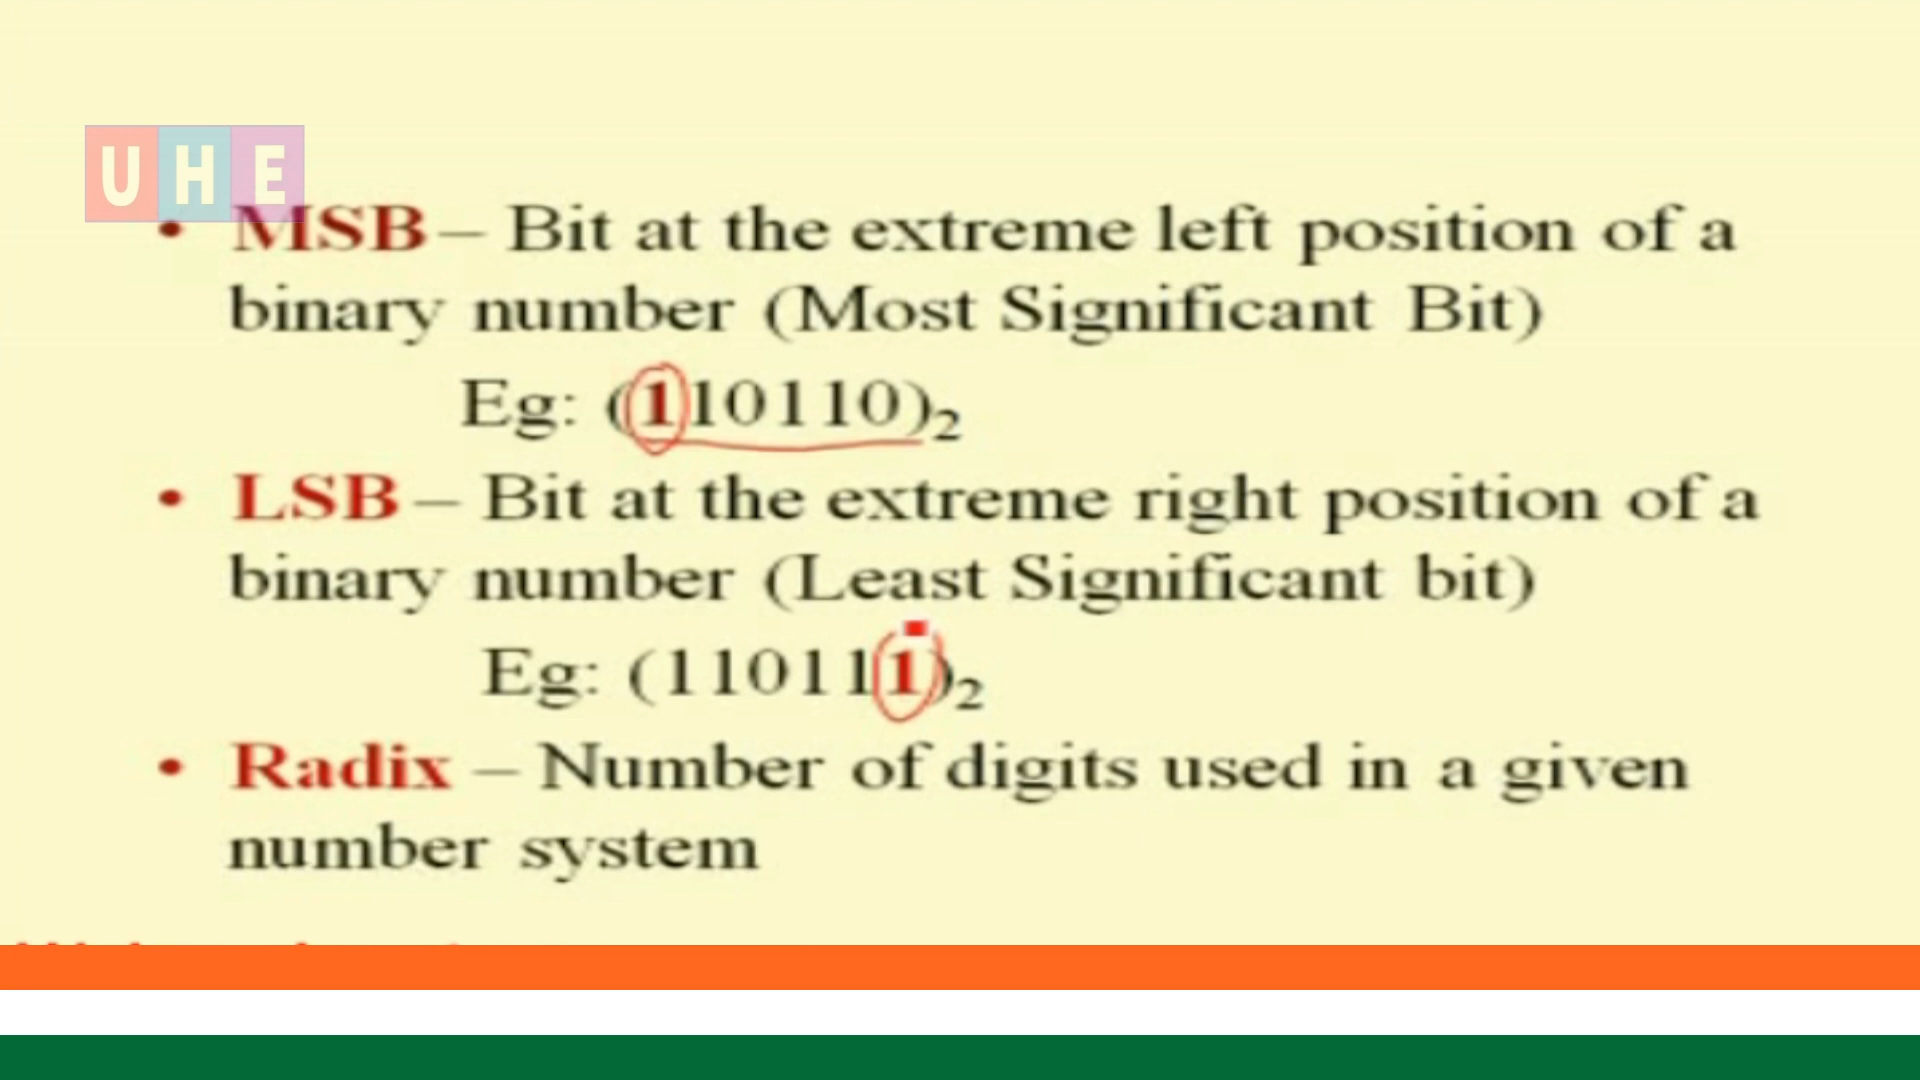 UHE
• MSB – Bit at the extreme left position of a
binary number (Most Significant Bit)
Eg: (110110)₂
• LSB – Bit at the extreme right position of a
binary number (Least Significant bit)
Eg: (110111)₂
• Radix – Number of digits used in a given
number system